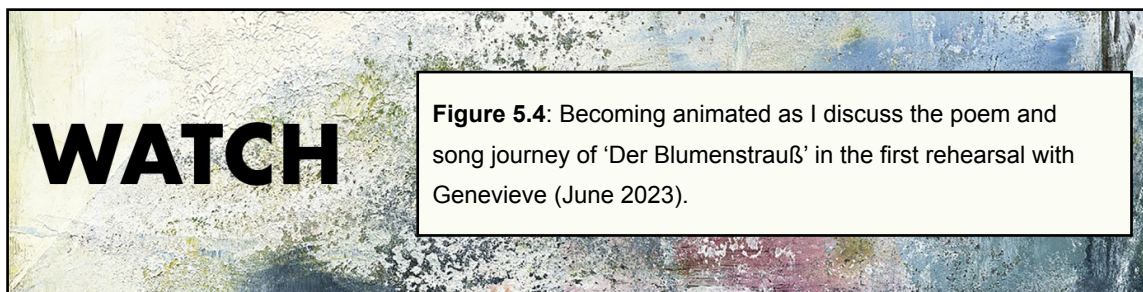 WATCH
Figure 5.4: Becoming animated as I discuss the poem and
song journey of ‘Der Blumenstrauß’ in the first rehearsal with
Genevieve (June 2023).